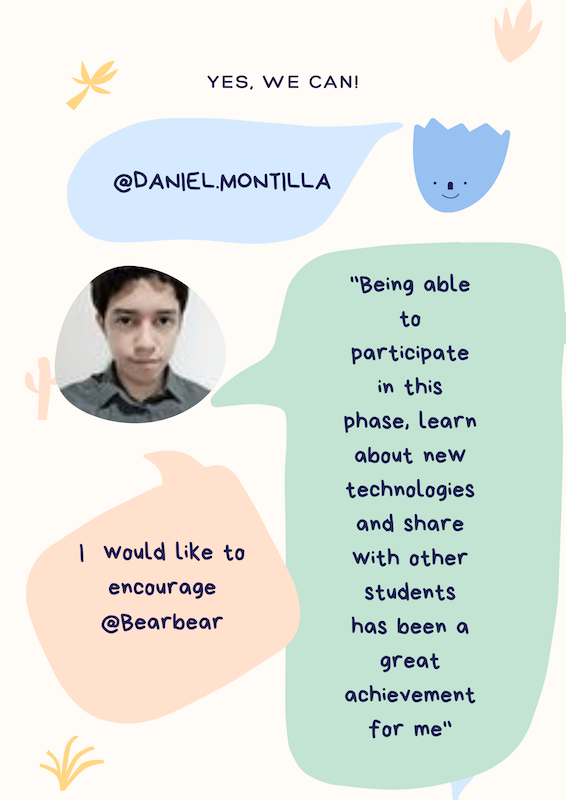 YES, WE CAN!
@DANIEL.MONTILLA
"Being able
to
participate
in this
phase, learn
about new
technologies
and share
with other
students
has been a
great
achievement
for me"
I would like to
encourage
@Bearbear